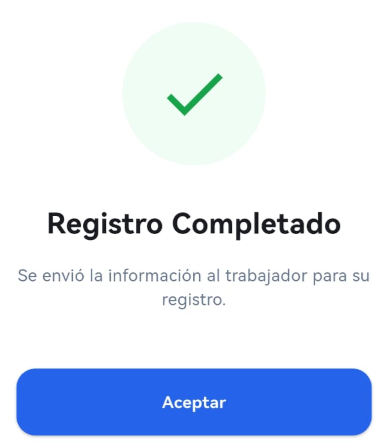 Registro Completado
Se envió la información al trabajador para su
registro.
Aceptar